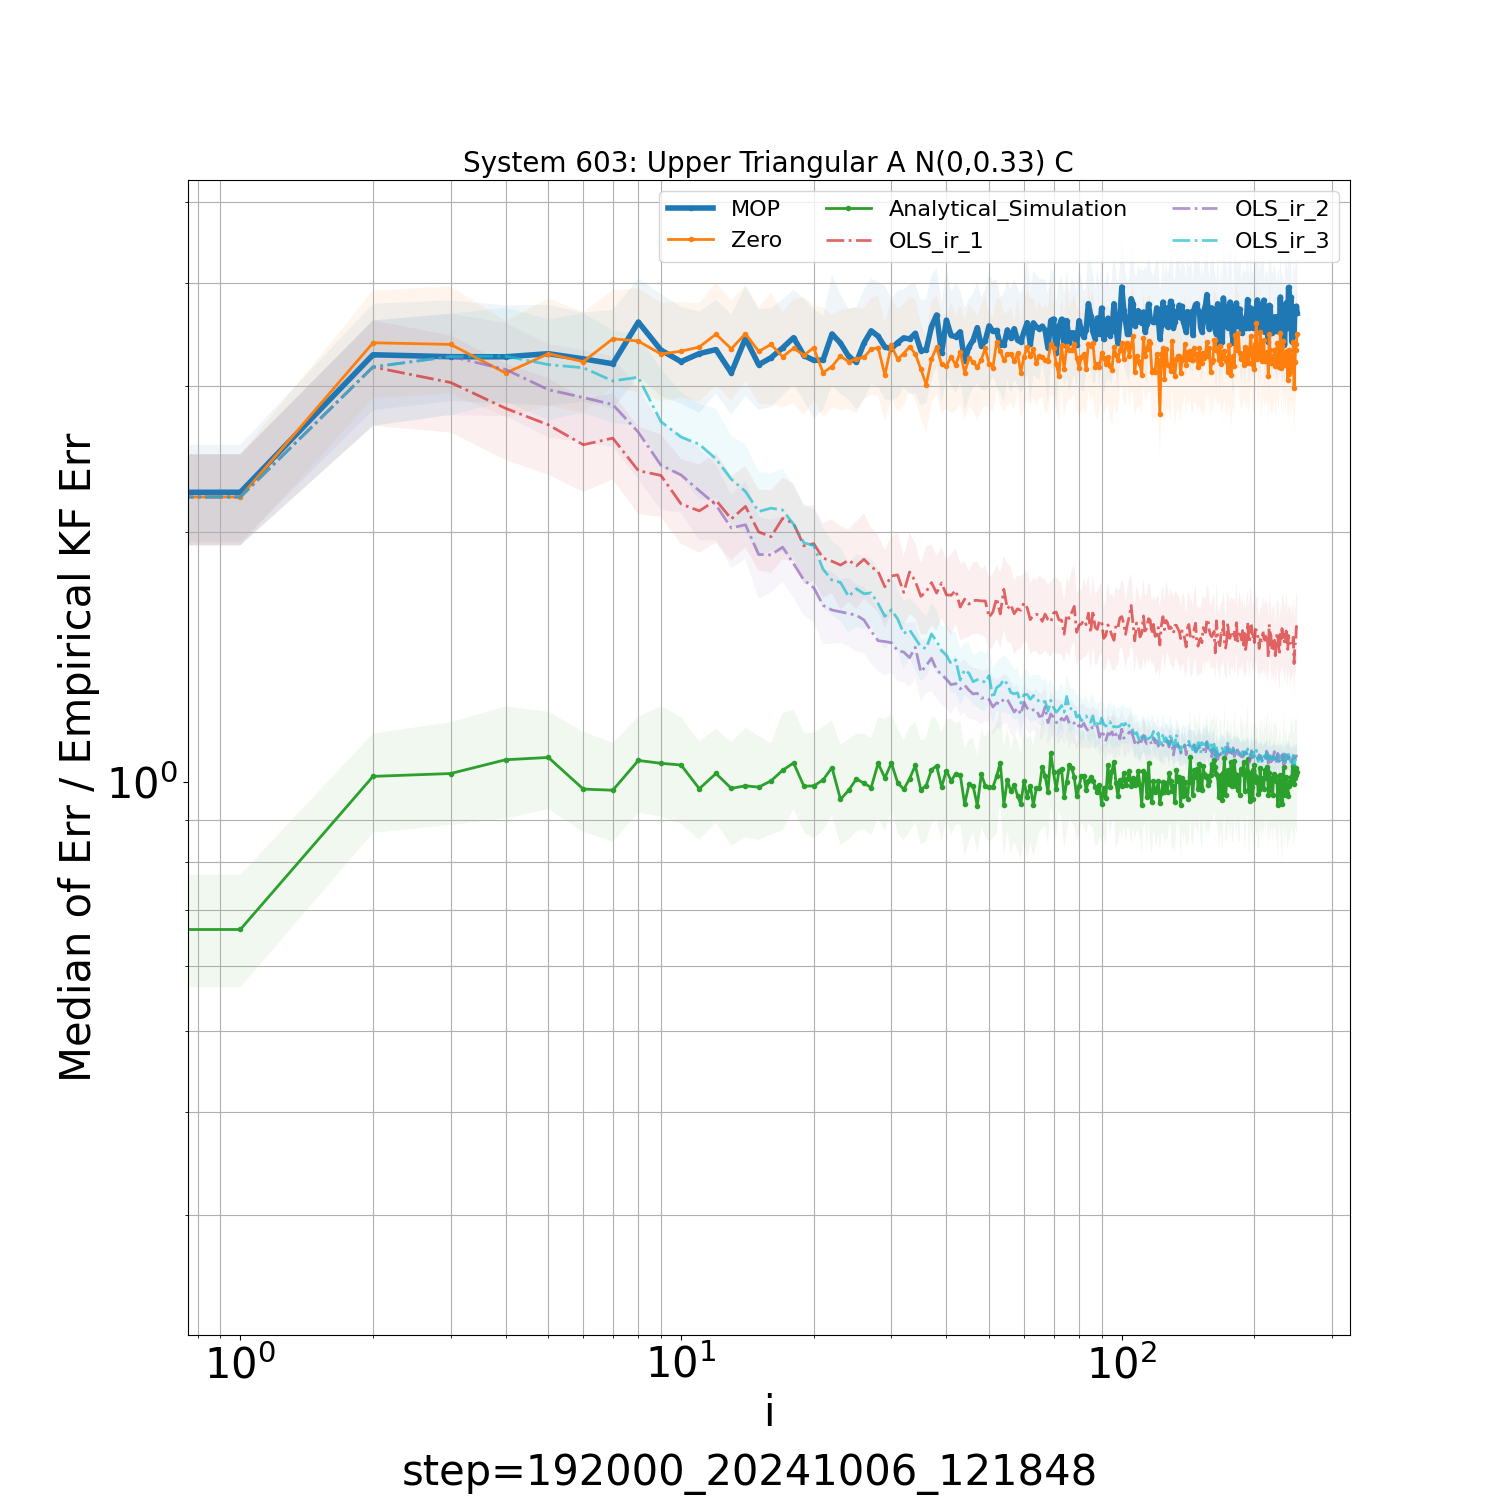 System 603: Upper Triangular A N(0,0.33) C
MOP
Zero
Analytical_Simulation
OLS_ir_1
OLS_ir_2
OLS_ir_3
Median of Err / Empirical KF Err
10⁰
10⁰ 10¹ 10²
i
step=192000_20241006_121848